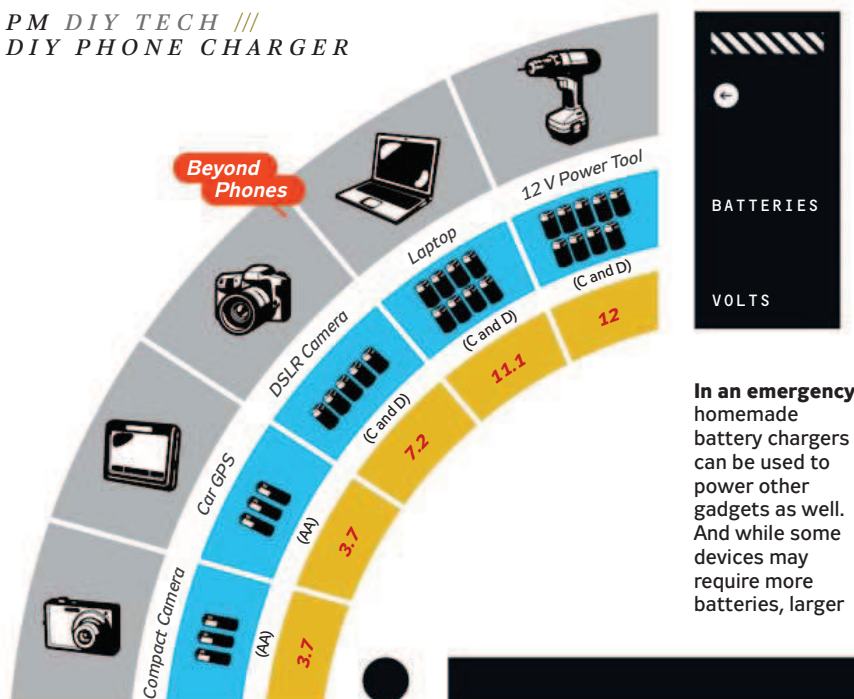 PM DIY TECH ///
DIY PHONE CHARGER
Beyond
Phones
12 V Power Tool
(C and D)
12
Laptop
(C and D)
11.1
DSLR Camera
(C and D)
7.2
Car GPS
(AA)
3.7
Compact Camera
(AA)
3.7
BATTERIES
VOLTS
In an emergency
homemade
battery chargers
can be used to
power other
gadgets as well.
And while some
devices may
require more
batteries, larger